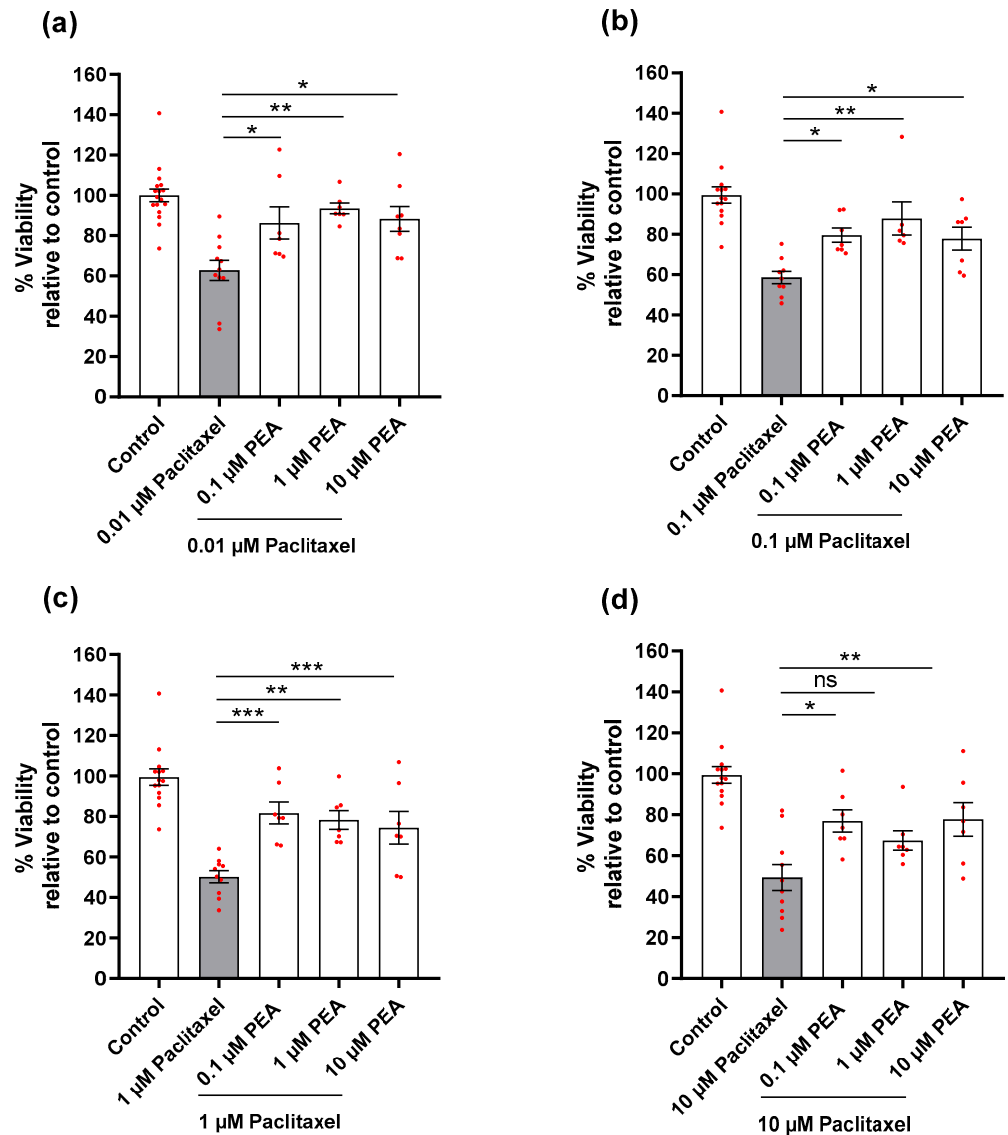 (a)
% Viability
relative to control
160
140
120
100
80
60
40
20
0
*
**
*
Control
0.01 µM Paclitaxel
0.1 µM PEA
1 µM PEA
10 µM PEA
0.01 µM Paclitaxel
(b)
% Viability
relative to control
160
140
120
100
80
60
40
20
0
*
**
*
Control
0.1 µM Paclitaxel
0.1 µM PEA
1 µM PEA
10 µM PEA
0.1 µM Paclitaxel
(c)
% Viability
relative to control
160
140
120
100
80
60
40
20
0
***
**
***
Control
1 µM Paclitaxel
0.1 µM PEA
1 µM PEA
10 µM PEA
1 µM Paclitaxel
(d)
% Viability
relative to control
160
140
120
100
80
60
40
20
0
**
ns
*
Control
10 µM Paclitaxel
0.1 µM PEA
1 µM PEA
10 µM PEA
10 µM Paclitaxel